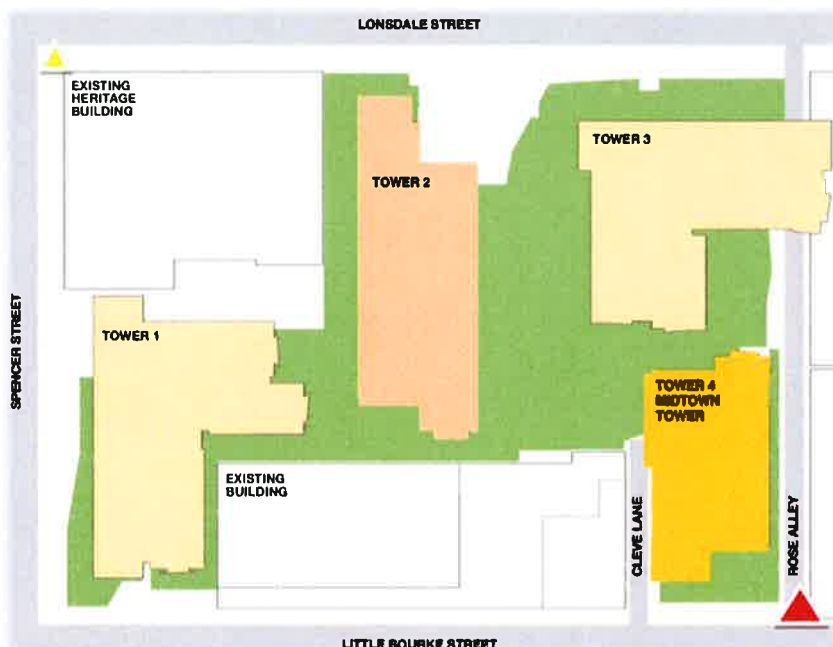 LONSDALE STREET
EXISTING
HERITAGE
BUILDING
TOWER 2
TOWER 3
SPENCER STREET
TOWER 1
TOWER 4
MIDTOWN
TOWER
EXISTING
BUILDING
CLEVE LANE
ROSE ALLEY
LITTLE BOURKE STREET